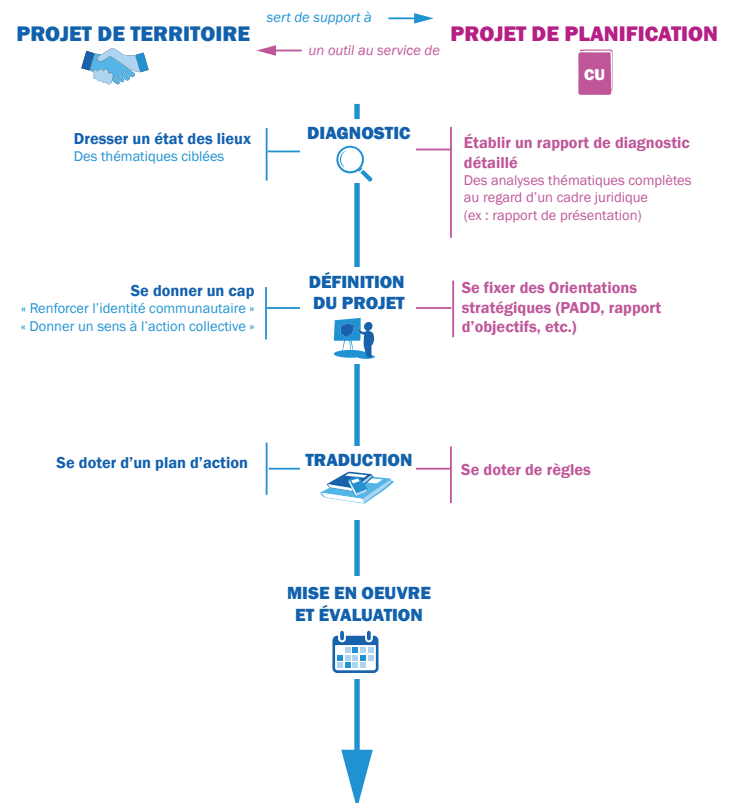 sert de support à
PROJET DE TERRITOIRE
PROJET DE PLANIFICATION
un outil au service de
CU
DIAGNOSTIC
Dresser un état des lieux
Des thématiques ciblées
Établir un rapport de diagnostic
détaillé
Des analyses thématiques complètes
au regard d’un cadre juridique
(ex : rapport de présentation)
DÉFINITION
DU PROJET
Se donner un cap
« Renforcer l’identité communautaire »
« Donner un sens à l’action collective »
Se fixer des Orientations
stratégiques (PADD, rapport
d’objectifs, etc.)
TRADUCTION
Se doter d’un plan d’action
Se doter de règles
MISE EN OEUVRE
ET ÉVALUATION